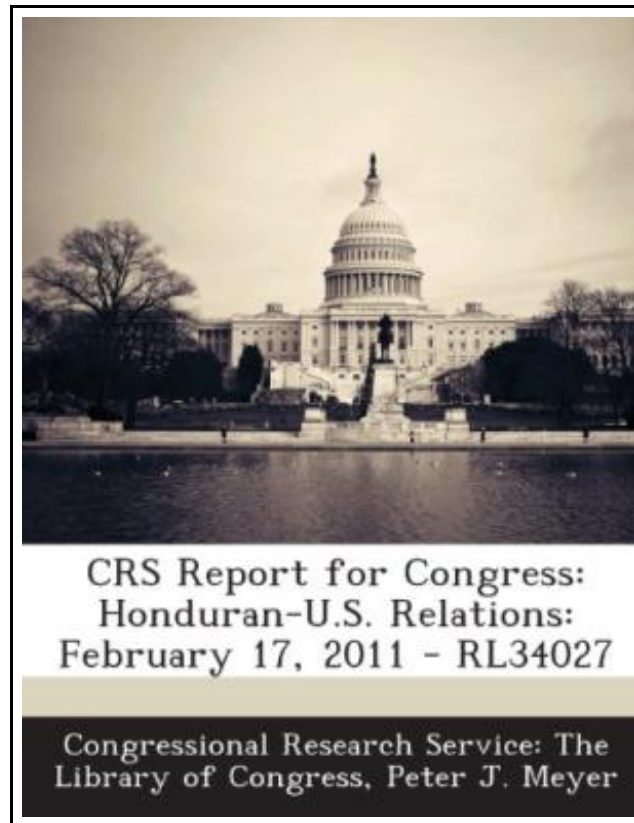 CRS Report for Congress:
Honduran-U.S. Relations:
February 17, 2011 - RL34027
Congressional Research Service: The
Library of Congress, Peter J. Meyer